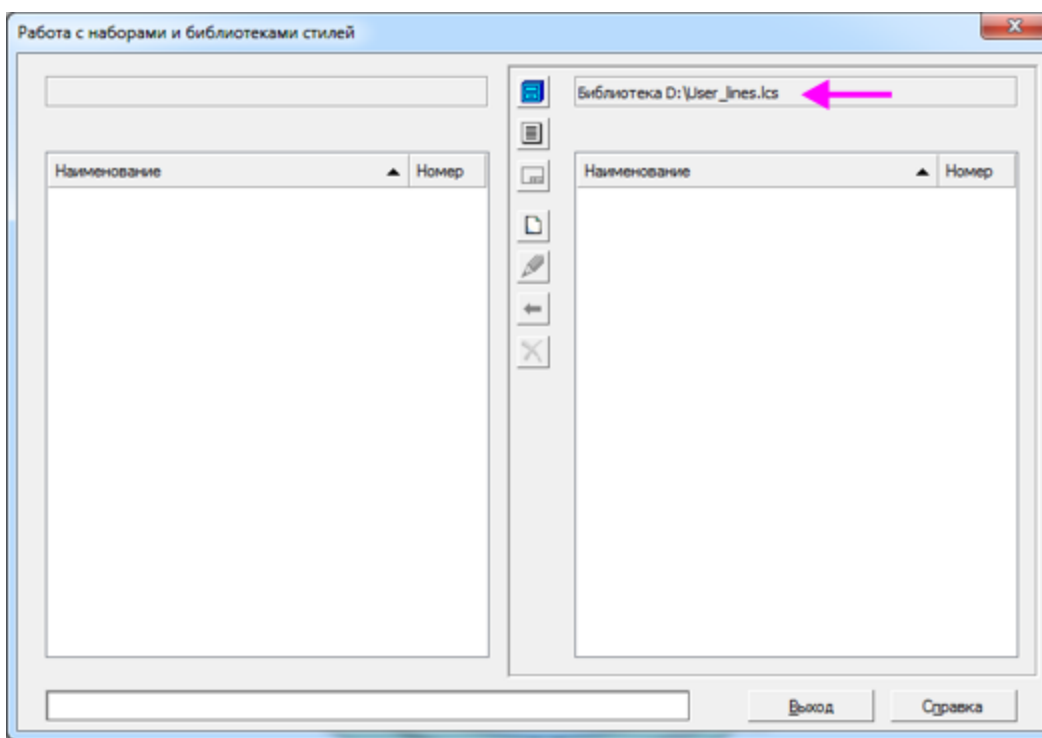 Работа с наборами и библиотеками стилей
Библиотека D:\User_lines.lcs
Наименование Номер
Наименование Номер
Выход Справка